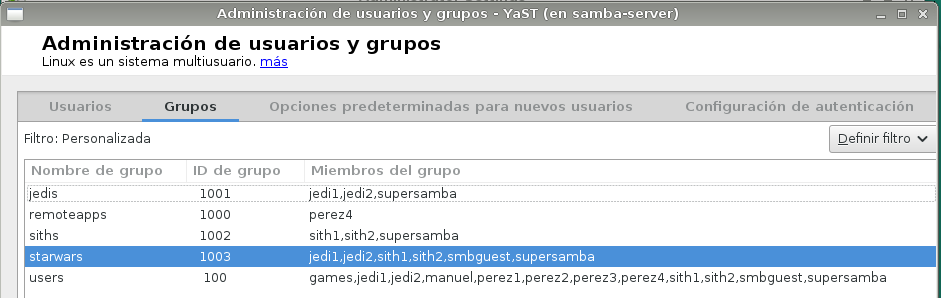 Administración de usuarios y grupos - YaST (en samba-server)
Administración de usuarios y grupos
Linux es un sistema multiusuario. más
Usuarios Grupos Opciones predeterminadas para nuevos usuarios Configuración de autenticación
Filtro: Personalizada Definir filtro
Nombre de grupo ID de grupo Miembros del grupo
jedis 1001 jedi1,jedi2,supersamba
remoteapps 1000 perez4
siths 1002 sith1,sith2,supersamba
starwars 1003 jedi1,jedi2,sith1,sith2,smbguest,supersamba
users 100 games,jedi1,jedi2,manuel,perez1,perez2,perez3,perez4,sith1,sith2,smbguest,supersamba